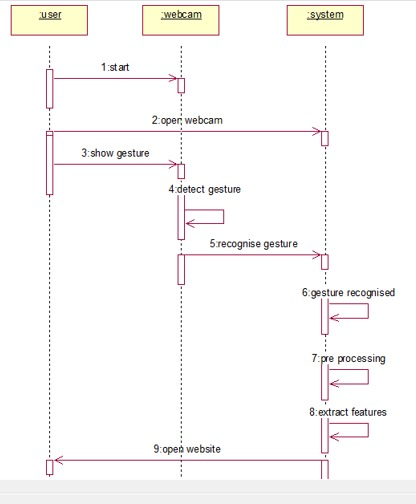 :user
:webcam
:system
1:start
2:open webcam
3:show gesture
4:detect gesture
5:recognise gesture
6:gesture recognised
7:pre processing
8:extract features
9:open website